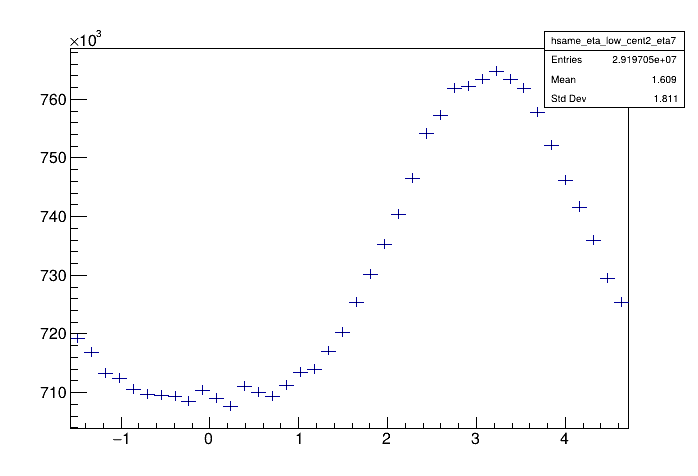 ×10³
hsame_eta_low_cent2_eta7
Entries 2.919705e+07
Mean 1.609
Std Dev 1.811
760
750
740
730
720
710
−1 0 1 2 3 4